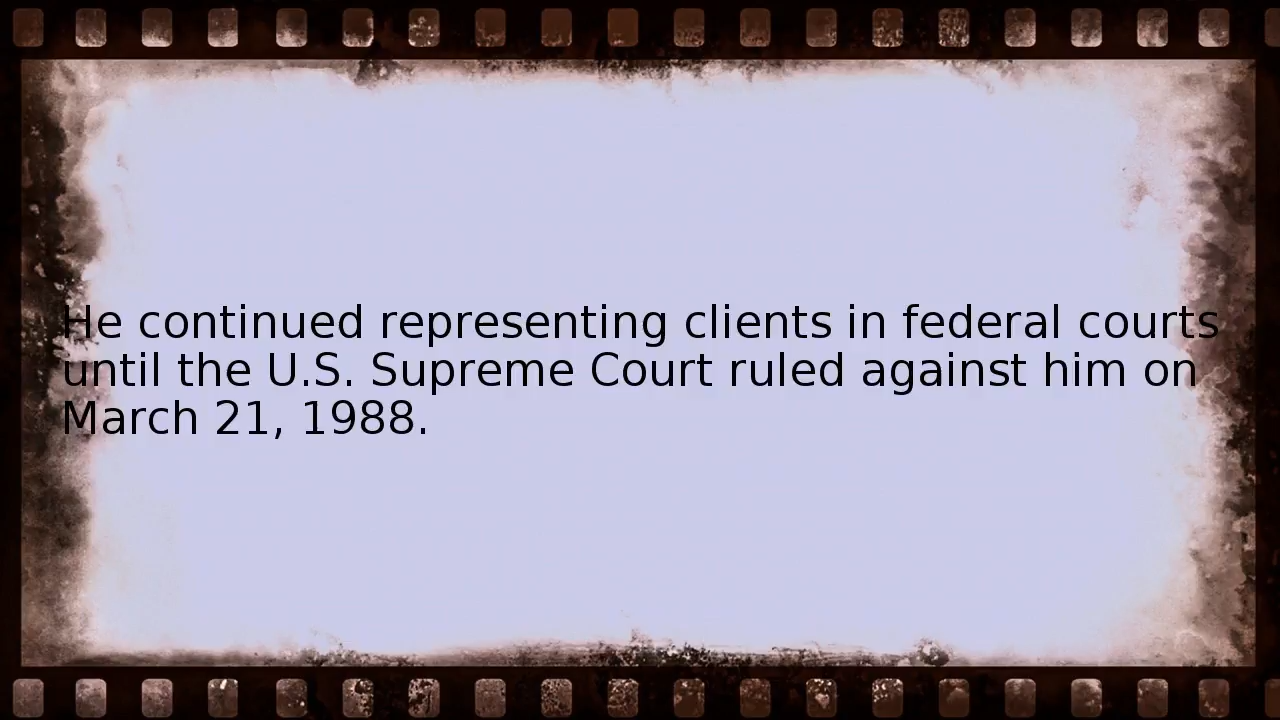 He continued representing clients in federal courts
until the U.S. Supreme Court ruled against him on
March 21, 1988.